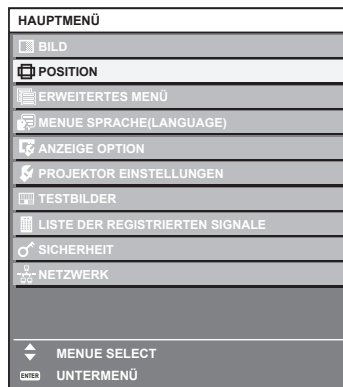 HAUPTMENÜ
BILD
POSITION
ERWEITERTES MENÜ
MENUE SPRACHE(LANGUAGE)
ANZEIGE OPTION
PROJEKTOR EINSTELLUNGEN
TESTBILDER
LISTE DER REGISTRIERTEN SIGNALE
SICHERHEIT
NETZWERK
MENUE SELECT
ENTER UNTERMENÜ